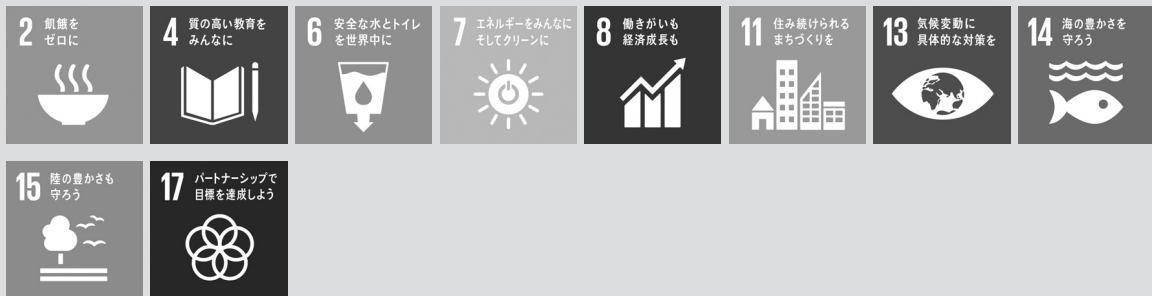 2 飢餓を
ゼロに
4 質の高い教育を
みんなに
6 安全な水とトイレ
を世界中に
7 エネルギーをみんなに
そしてクリーンに
8 働きがいも
経済成長も
11 住み続けられる
まちづくりを
13 気候変動に
具体的な対策を
14 海の豊かさを
守ろう
15 陸の豊かさも
守ろう
17 パートナーシップで
目標を達成しよう